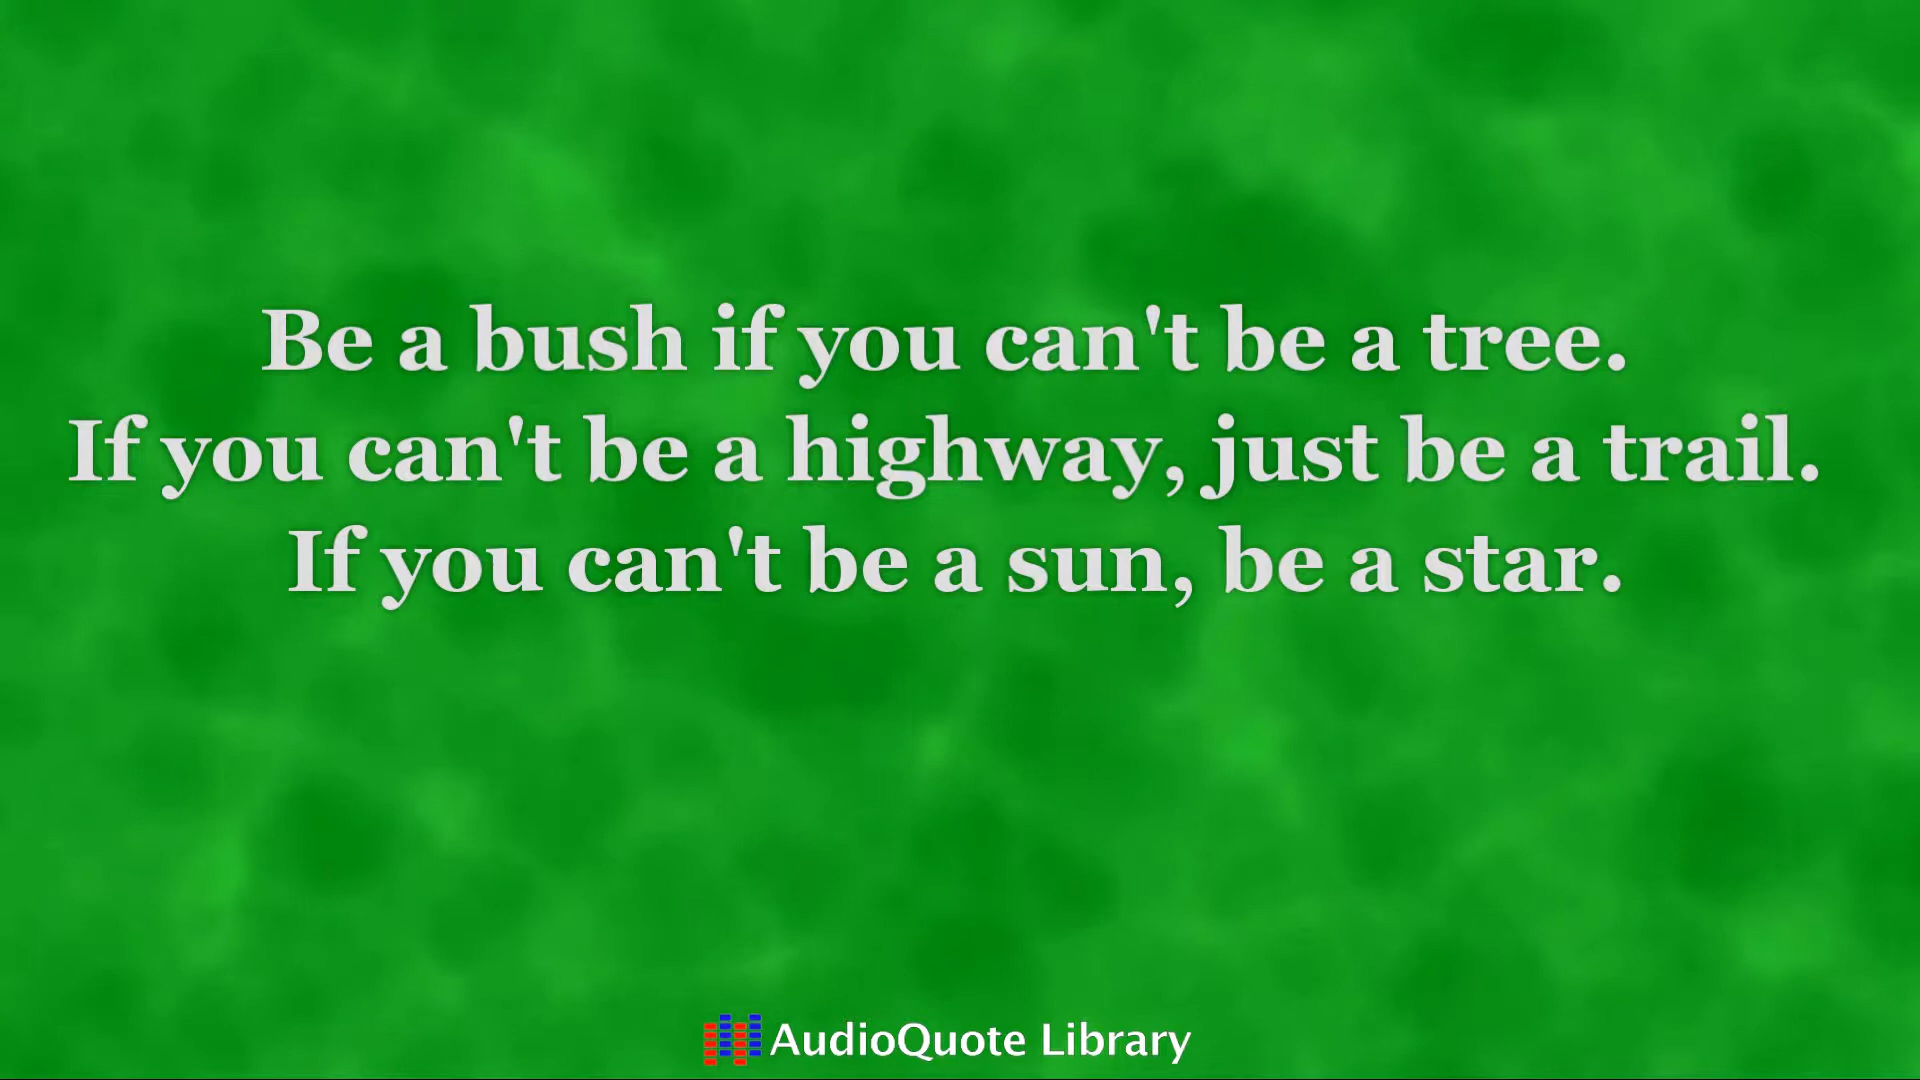 Be a bush if you can't be a tree.
If you can't be a highway, just be a trail.
If you can't be a sun, be a star.
AudioQuote Library